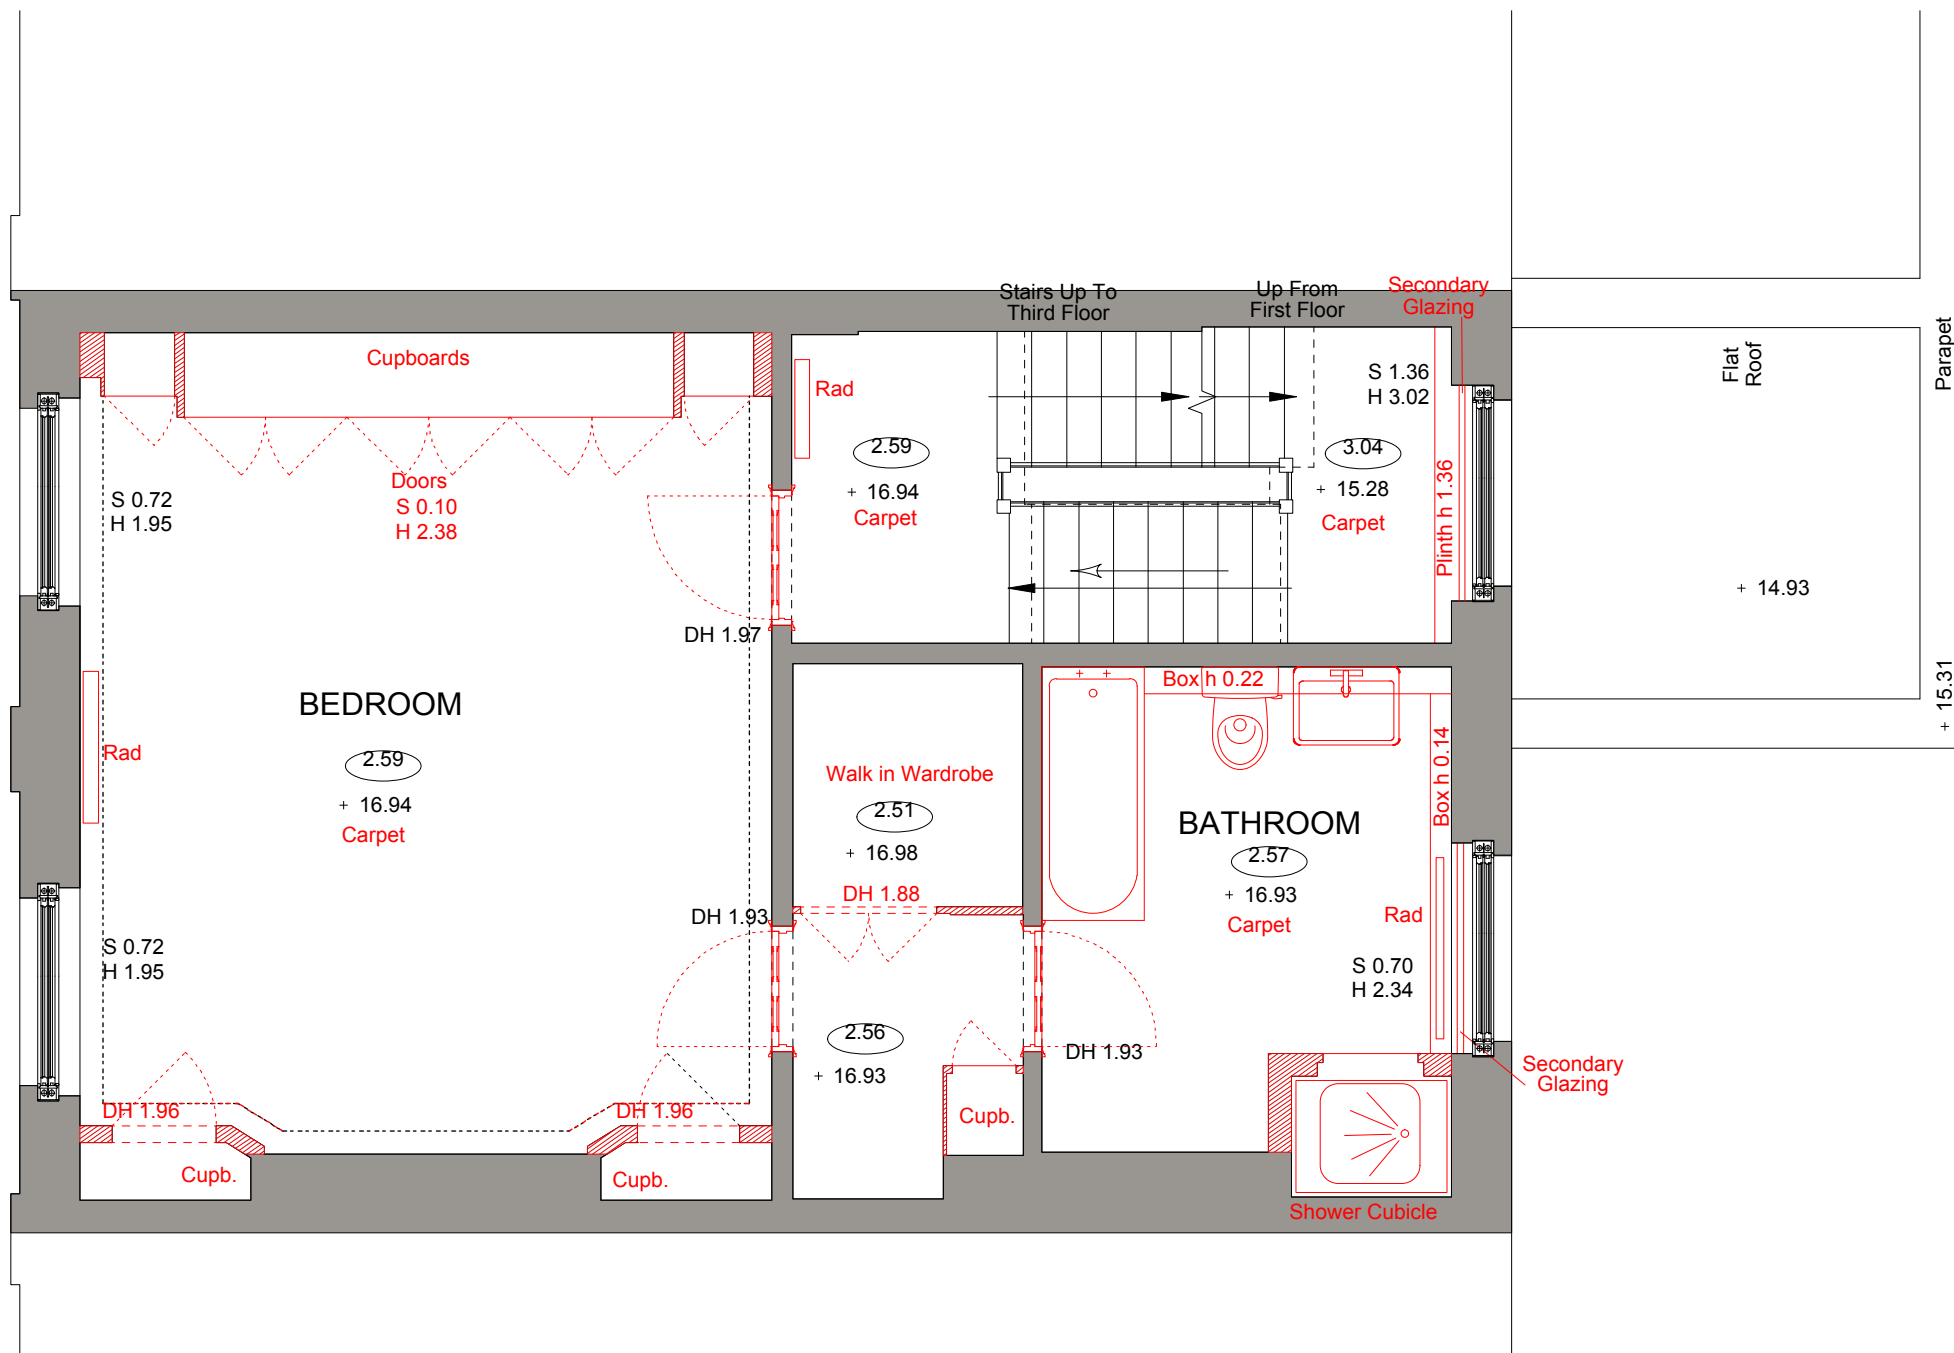 Stairs Up To
Third Floor
Up From
First Floor
Secondary
Glazing
Cupboards
Rad
S 1.36
H 3.02
Flat
Roof
Parapet
2.59
+ 16.94
Carpet
3.04
+ 15.28
Carpet
Plinth h 1.36
Doors
S 0.10
H 2.38
S 0.72
H 1.95
+ 14.93
DH 1.97
BEDROOM
2.59
+ 16.94
Carpet
Rad
Box h 0.22
+ 15.31
Walk in Wardrobe
2.51
+ 16.98
DH 1.88
BATHROOM
2.57
+ 16.93
Carpet
Box h 0.14
Rad
DH 1.93
S 0.72
H 1.95
S 0.70
H 2.34
2.56
+ 16.93
DH 1.93
Secondary
Glazing
DH 1.96
DH 1.96
Cupb.
Cupb.
Cupb.
Shower Cubicle